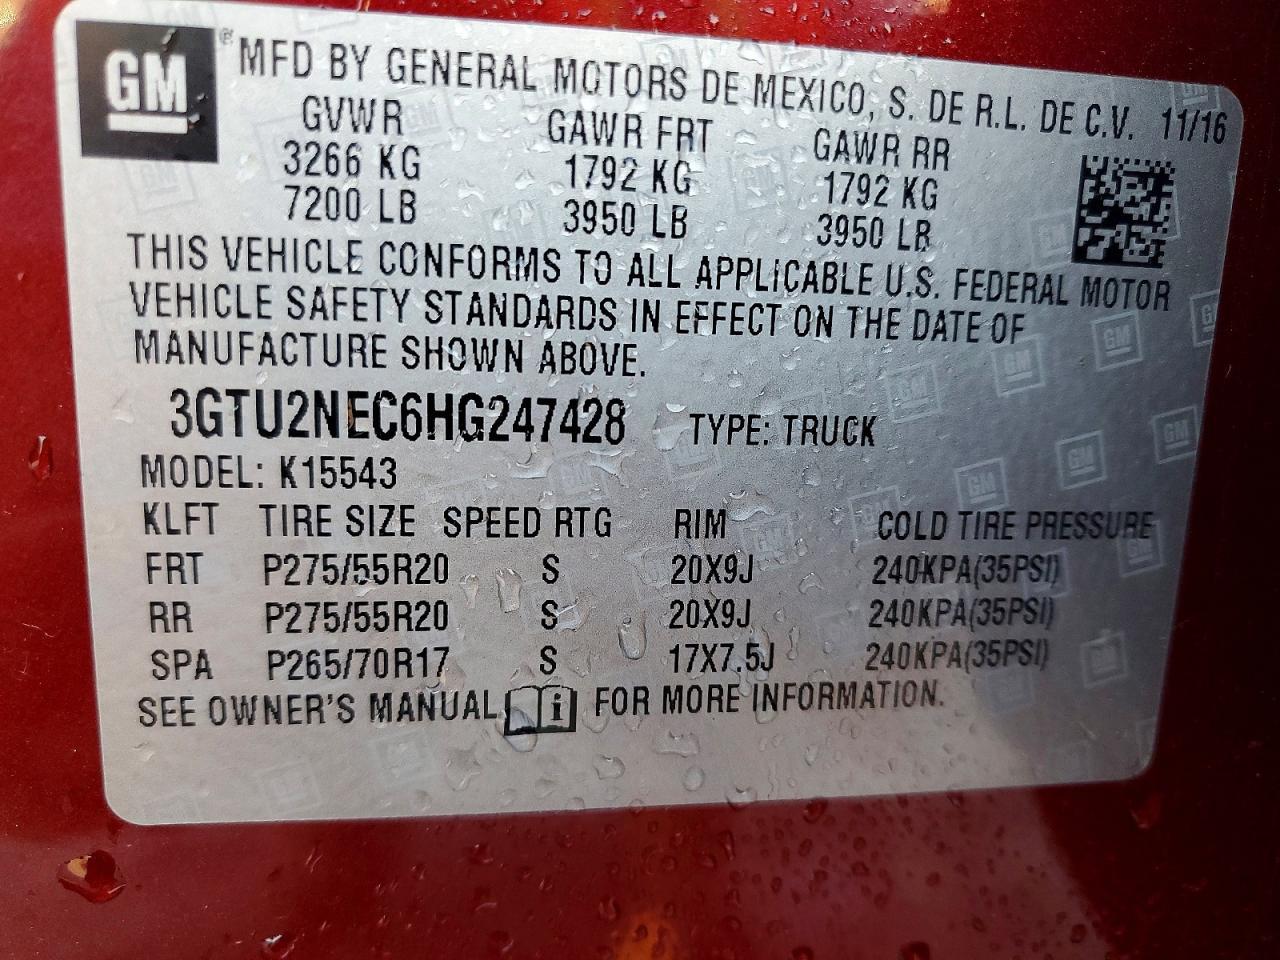 GM ® MFD BY GENERAL MOTORS DE MEXICO, S. DE R.L. DE C.V. 11/16
GVWR GAWR FRT GAWR RR
3266 KG 1792 KG 1792 KG
7200 LB 3950 LB 3950 LB
THIS VEHICLE CONFORMS TO ALL APPLICABLE U.S. FEDERAL MOTOR
VEHICLE SAFETY STANDARDS IN EFFECT ON THE DATE OF
MANUFACTURE SHOWN ABOVE.
3GTU2NEC6HG247428 TYPE: TRUCK
MODEL: K15543
KLFT TIRE SIZE SPEED RTG RIM COLD TIRE PRESSURE
FRT P275/55R20 S 20X9J 240KPA(35PSI)
RR P275/55R20 S 20X9J 240KPA(35PSI)
SPA P265/70R17 S 17X7.5J 240KPA(35PSI)
SEE OWNER'S MANUAL i FOR MORE INFORMATION.